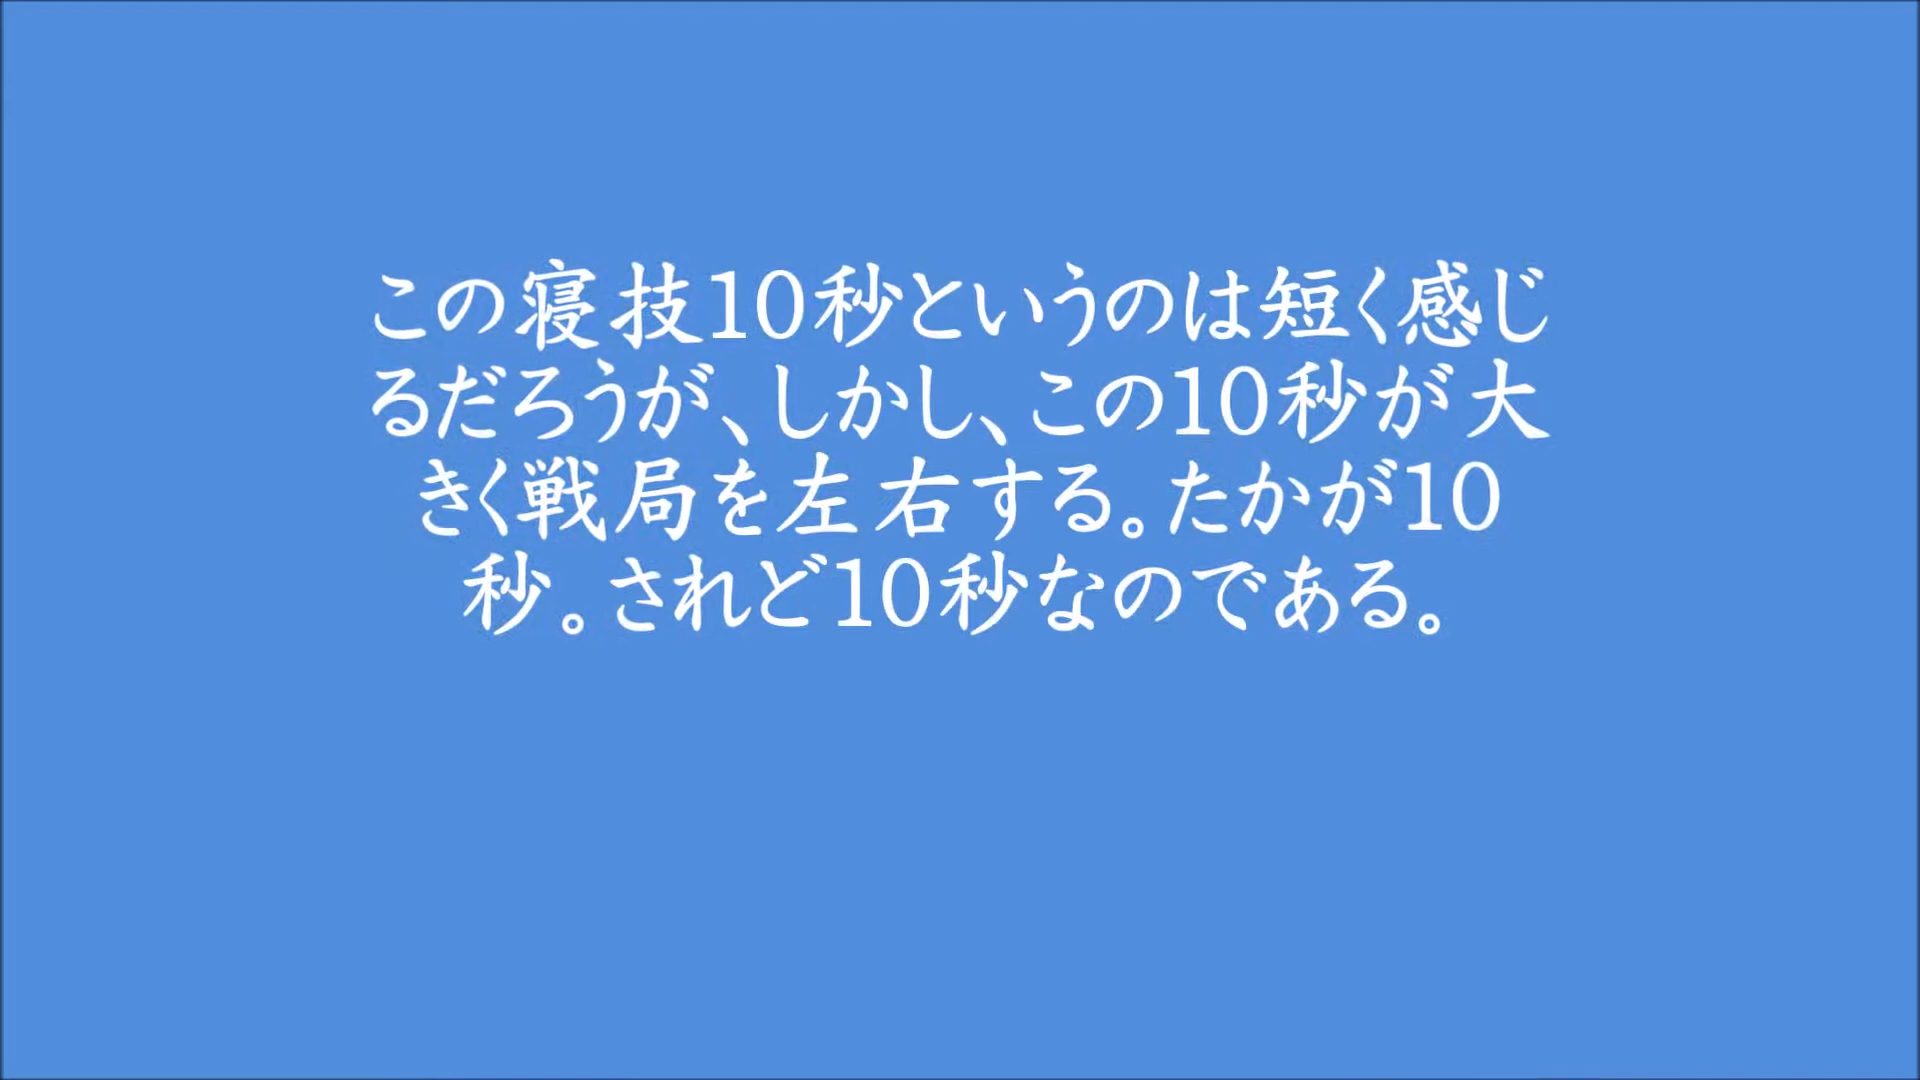 この寝技10秒というのは短く感じ
るだろうが、しかし、この10秒が大
きく戦局を左右する。たかが10
秒。されど10秒なのである。